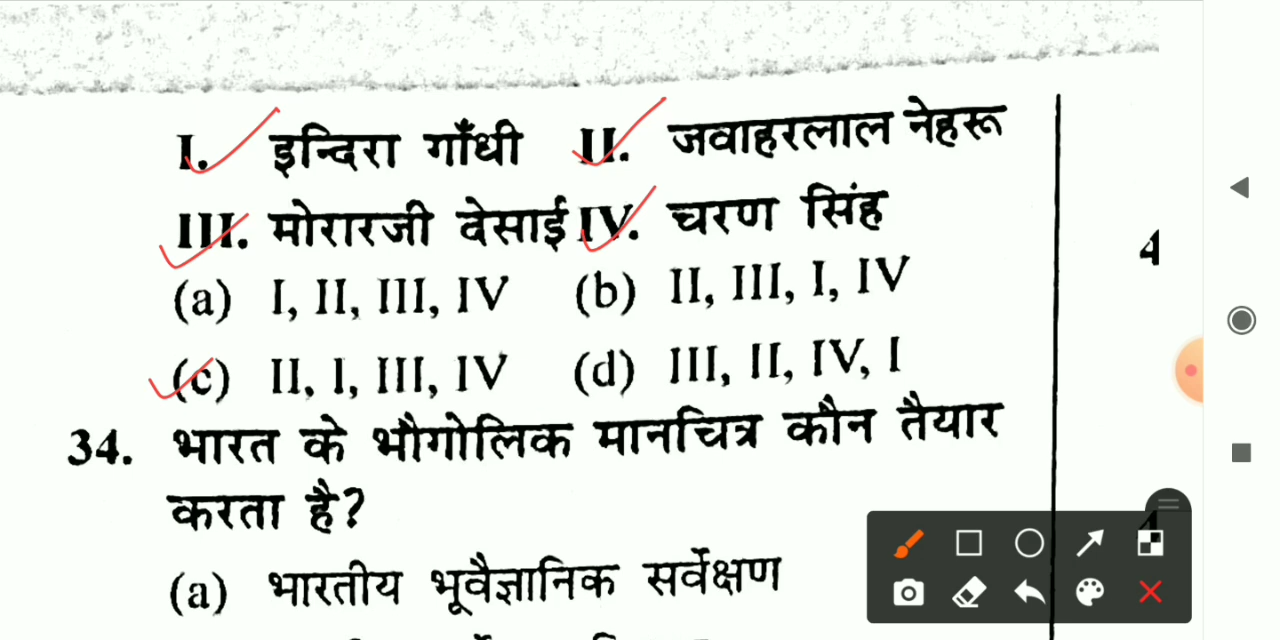 I. इन्दिरा गाँधी II. जवाहरलाल नेहरू
III. मोरारजी देसाई IV. चरण सिंह
(a) I, II, III, IV (b) II, III, I, IV
(c) II, I, III, IV (d) III, II, IV, I
34. भारत के भौगोलिक मानचित्र कौन तैयार
करता है?
(a) भारतीय भूवैज्ञानिक सर्वेक्षण
4